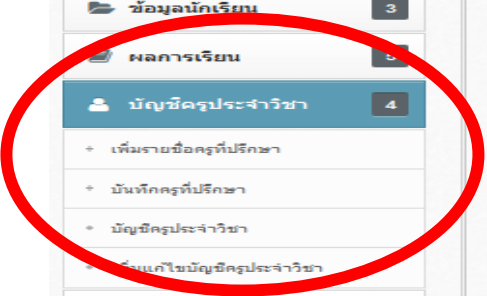 ข้อมูลนักเรียน 3
ผลการเรียน 5
บัญชีครูประจำวิชา 4
+ เพิ่มรายชื่อครูที่ปรึกษา
+ บันทึกครูที่ปรึกษา
+ บัญชีครูประจำวิชา
แก้ไขบัญชีครูประจำวิชา